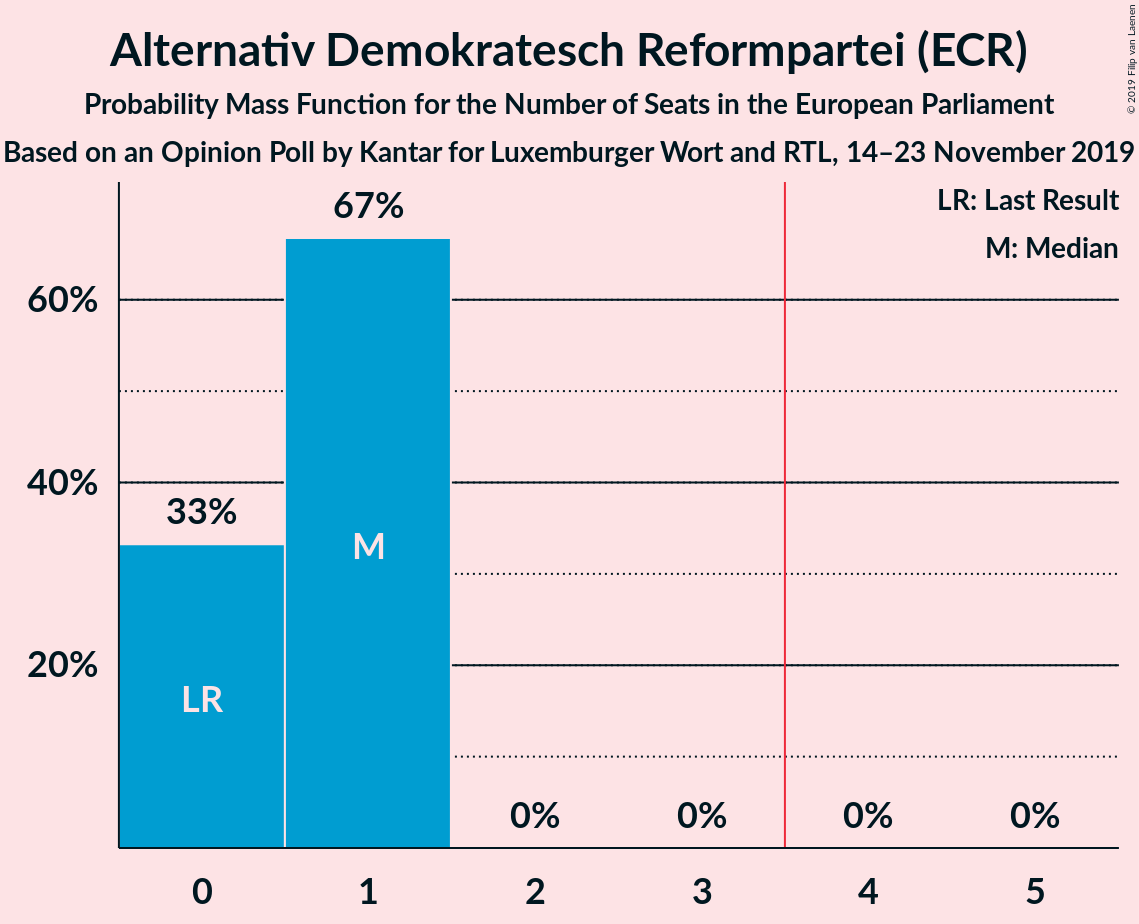 Alternativ Demokratesch Reformpartei (ECR)
Probability Mass Function for the Number of Seats in the European Parliament
Based on an Opinion Poll by Kantar for Luxemburger Wort and RTL, 14–23 November 2019
© 2019 Filip van Laenen
LR: Last Result
M: Median
67%
60%
40%
33%
M
20%
LR
0% 0% 0% 0%
0 1 2 3 4 5